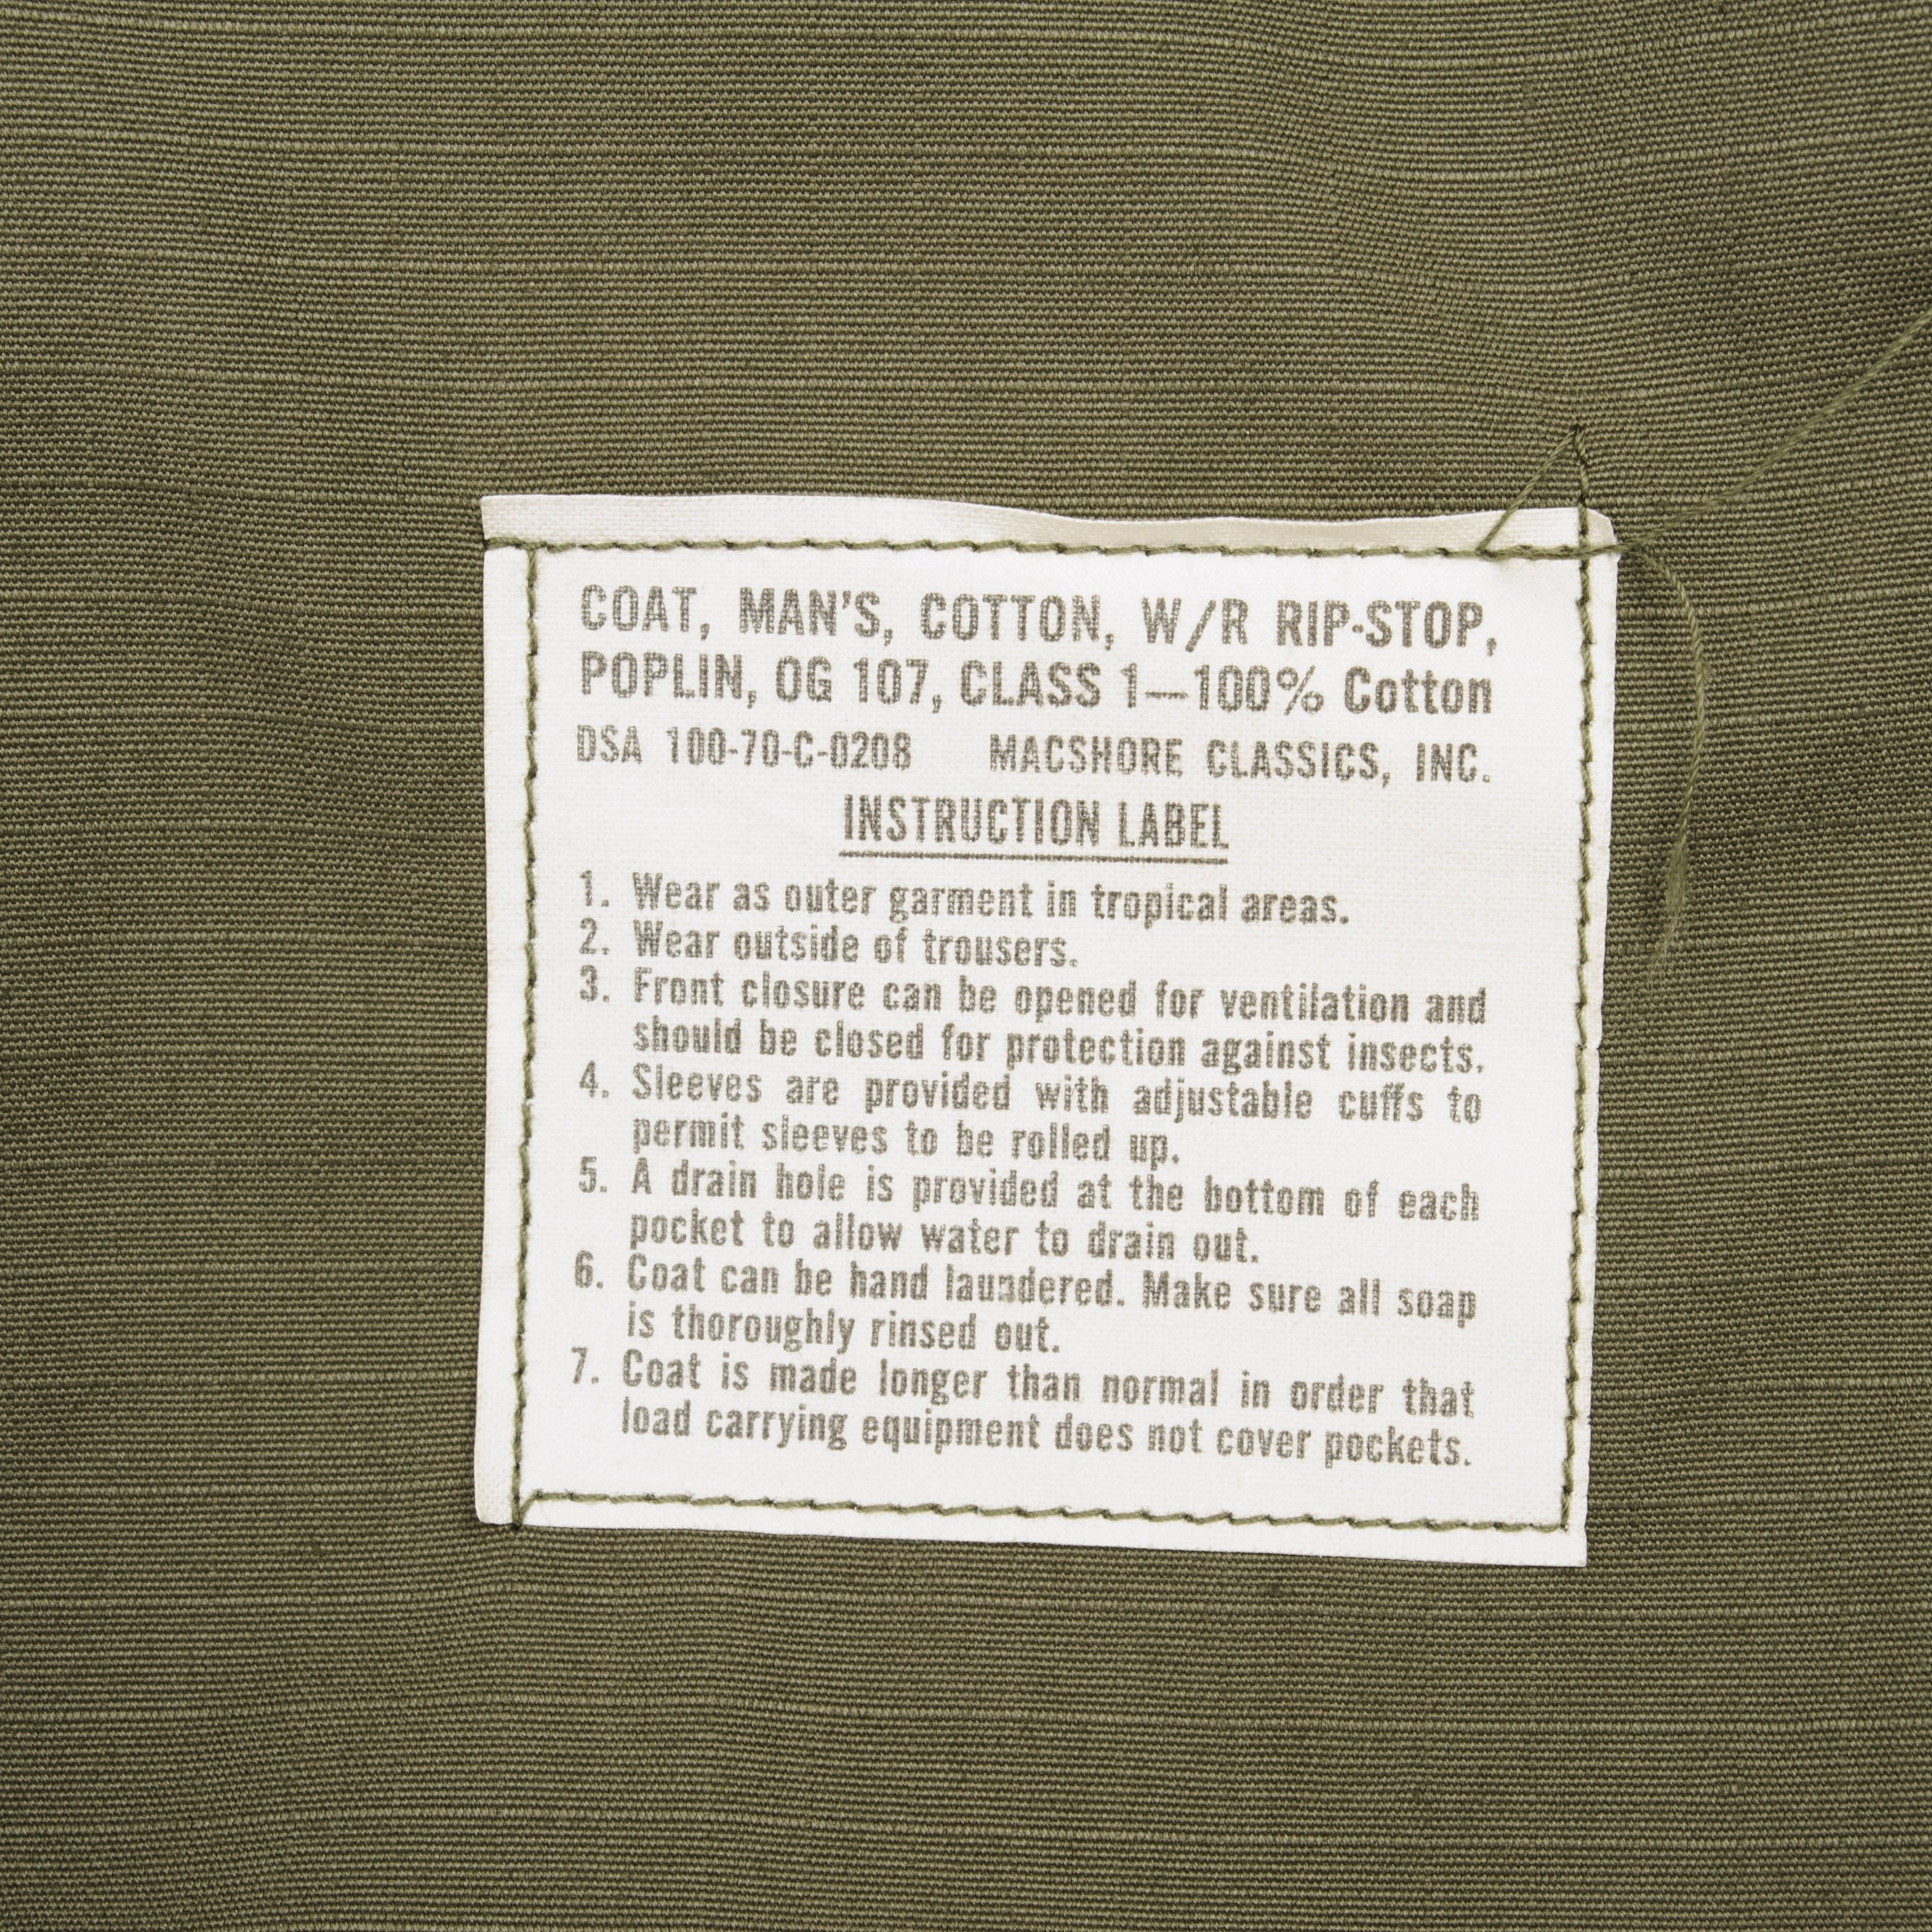 COAT, MAN'S, COTTON, W/R RIP-STOP,
POPLIN, OG 107, CLASS 1—100% Cotton
DSA 100-70-C-0208 MACSHORE CLASSICS, INC.
INSTRUCTION LABEL
1. Wear as outer garment in tropical areas.
2. Wear outside of trousers.
3. Front closure can be opened for ventilation and
should be closed for protection against insects.
4. Sleeves are provided with adjustable cuffs to
permit sleeves to be rolled up.
5. A drain hole is provided at the bottom of each
pocket to allow water to drain out.
6. Coat can be hand laundered. Make sure all soap
is thoroughly rinsed out.
7. Coat is made longer than normal in order that
load carrying equipment does not cover pockets.